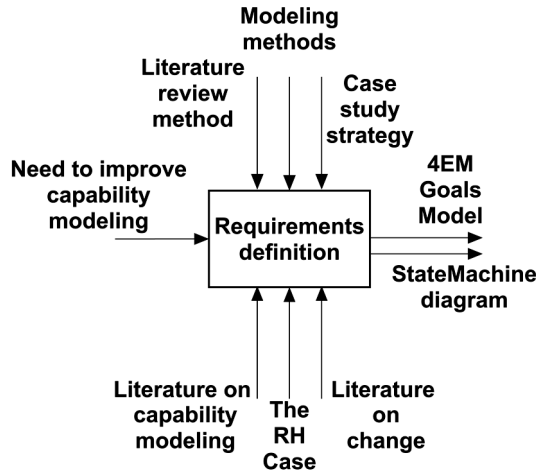 Modeling
methods
Literature
review
method
Case
study
strategy
Need to improve
capability
modeling
Requirements
definition
4EM
Goals
Model
StateMachine
diagram
Literature on
capability
modeling
The
RH
Case
Literature
on
change